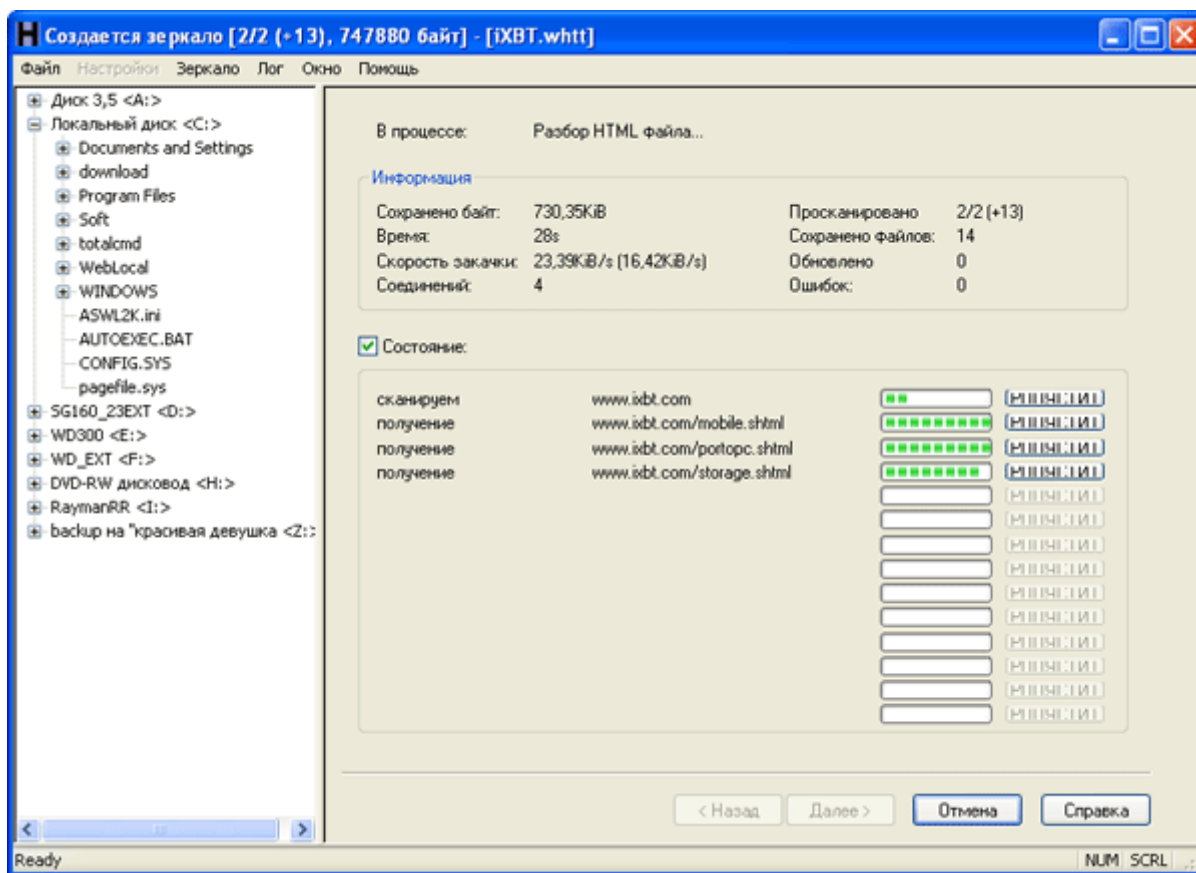 Создается зеркало [2/2 (+13), 747880 байт] - [iXBT.whtt]
Файл Настройки Зеркало Лог Окно Помощь
Диск 3,5 <A:>
Локальный диск <C:>
Documents and Settings
download
Program Files
Soft
totalcmd
WebLocal
WINDOWS
ASWL2K.ini
AUTOEXEC.BAT
CONFIG.SYS
pagefile.sys
SG160_23EXT <D:>
WD300 <E:>
WD_EXT <F:>
DVD-RW дисковод <H:>
RaymanRR <I:>
backup на "красивая девушка <Z:>
В процессе: Разбор HTML файла...
Информация
Сохранено байт: 730,35KiB Просканировано 2/2 (+13)
Время: 28s Сохранено файлов: 14
Скорость закачки: 23,39KiB/s (16,42KiB/s) Обновлено 0
Соединений: 4 Ошибок: 0
Состояние:
сканируем www.ixbt.com
получение www.ixbt.com/mobile.shtml
получение www.ixbt.com/portopc.shtml
получение www.ixbt.com/storage.shtml
< Назад Далее > Отмена Справка
Ready NUM SCRL